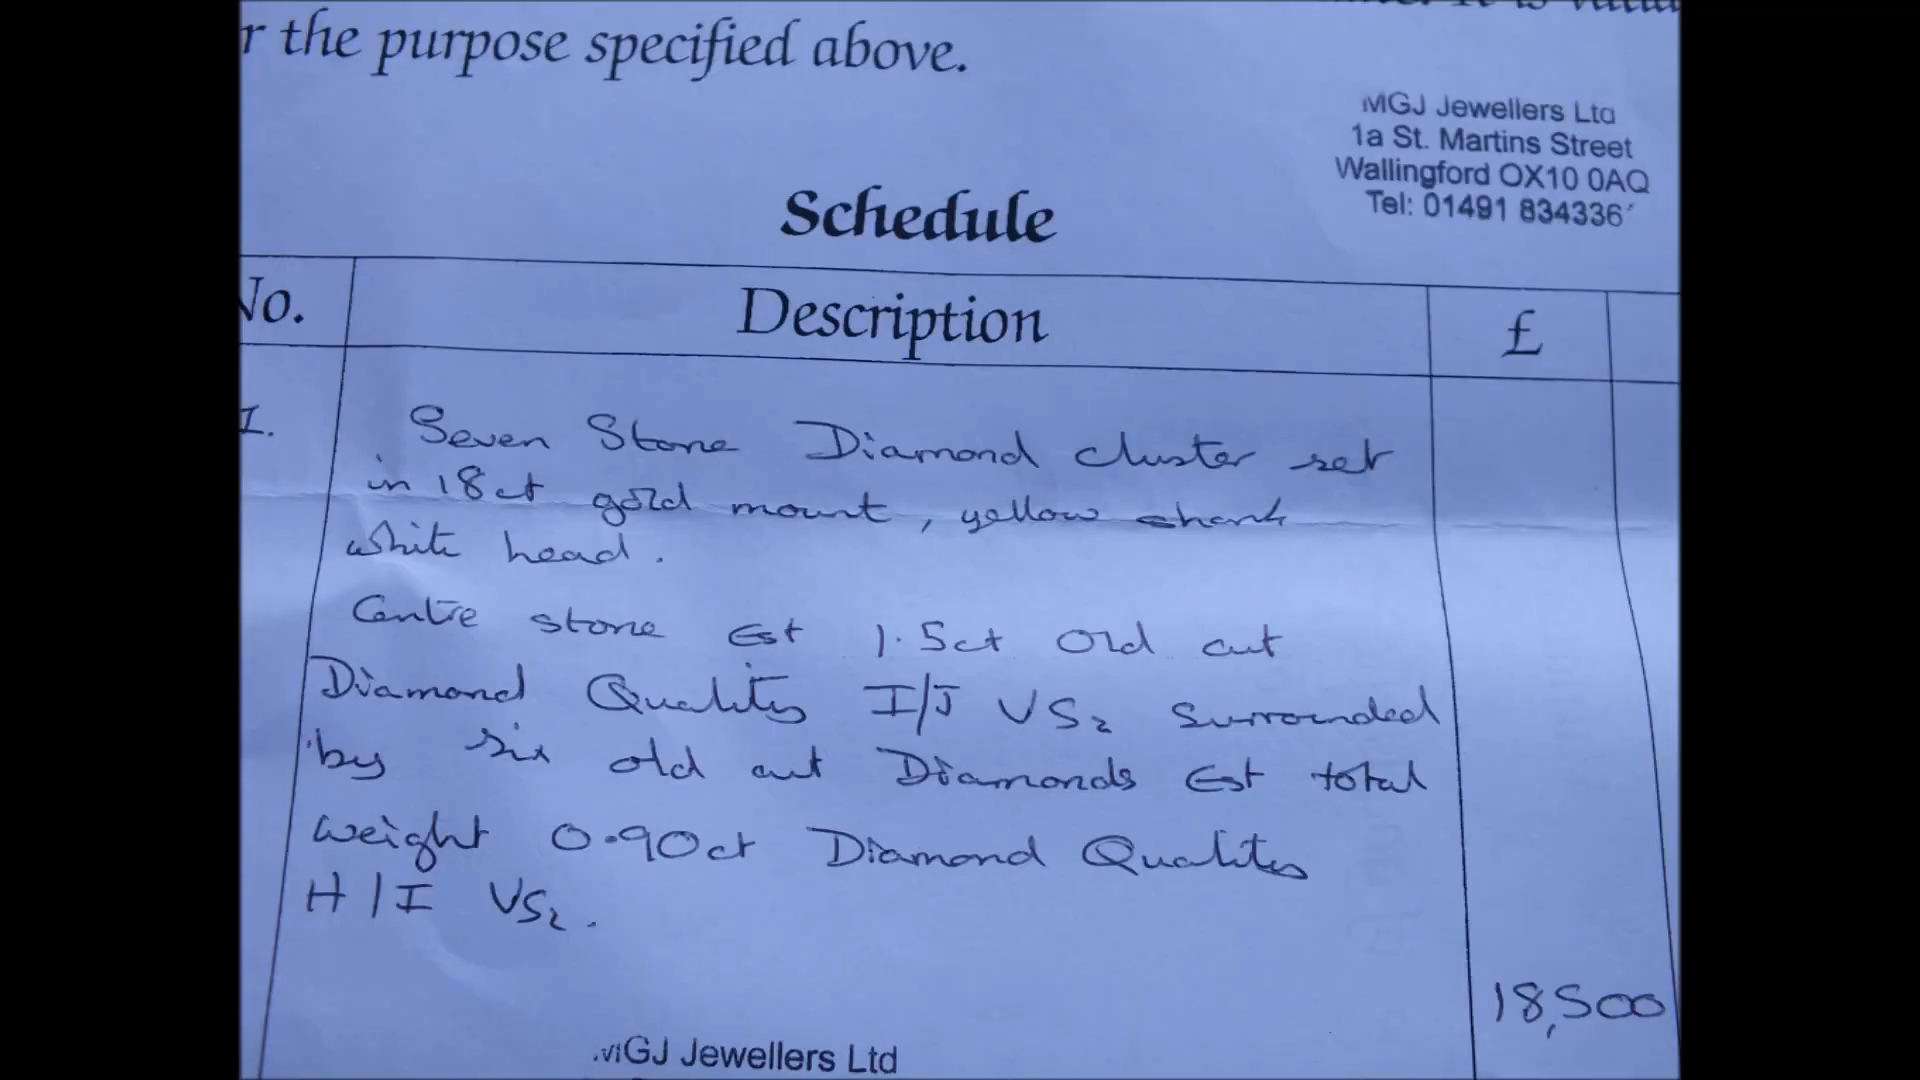 r the purpose specified above.
MGJ Jewellers Ltd
1a St. Martins Street
Wallingford OX10 0AQ
Tel: 01491 834336
Schedule
No.
Description
£
1.
Seven Stone Diamond cluster set
in 18ct gold mount, yellow shank
white head.
Centre stone Est 1.5ct Old cut
Diamond Quality I/J VS2 Surrounded
by six old cut Diamonds Est total
weight 0.90ct Diamond Quality
H/I VS2.
18,500
MGJ Jewellers Ltd